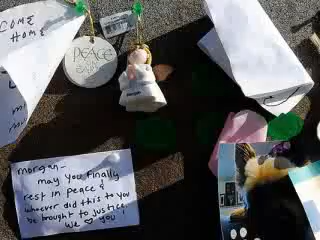 COME
HOME
PEACE
morgan-
may you finally
rest in peace &
whoever did this to you
be brought to justice.
we ♡ you!